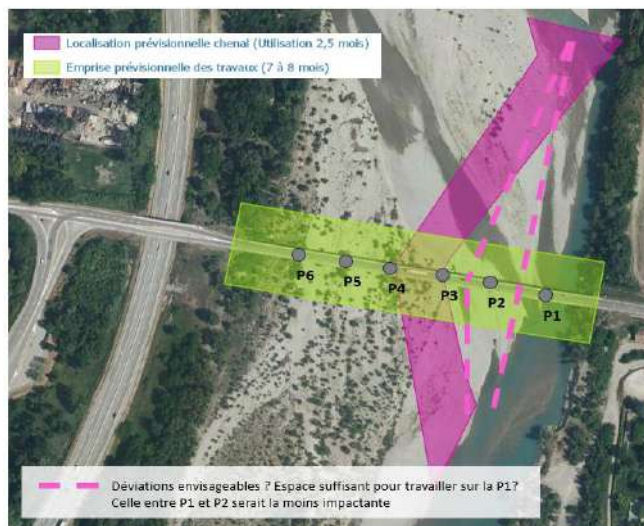 Localisation prévisionnelle chenal (Utilisation 2,5 mois)
Emprise prévisionnelle des travaux (7 à 8 mois)
P6
P5
P4
P3
P2
P1
Déviations envisageables ? Espace suffisant pour travailler sur la P1?
Celle entre P1 et P2 serait la moins impactante